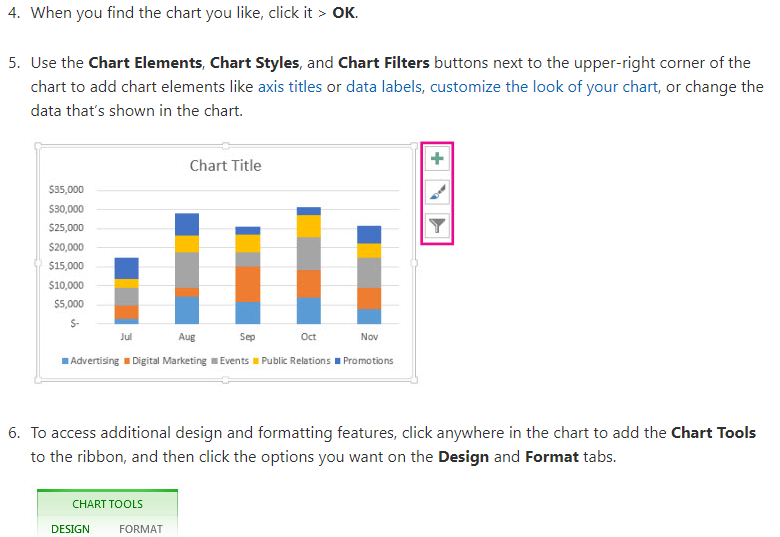 4. When you find the chart you like, click it > OK.
5. Use the Chart Elements, Chart Styles, and Chart Filters buttons next to the upper-right corner of the
chart to add chart elements like axis titles or data labels, customize the look of your chart, or change the
data that's shown in the chart.
Chart Title
$35,000
$30,000
$25,000
$20,000
$15,000
$10,000
$5,000
$-
Jul Aug Sep Oct Nov
Advertising Digital Marketing Events Public Relations Promotions
6. To access additional design and formatting features, click anywhere in the chart to add the Chart Tools
to the ribbon, and then click the options you want on the Design and Format tabs.
CHART TOOLS
DESIGN FORMAT